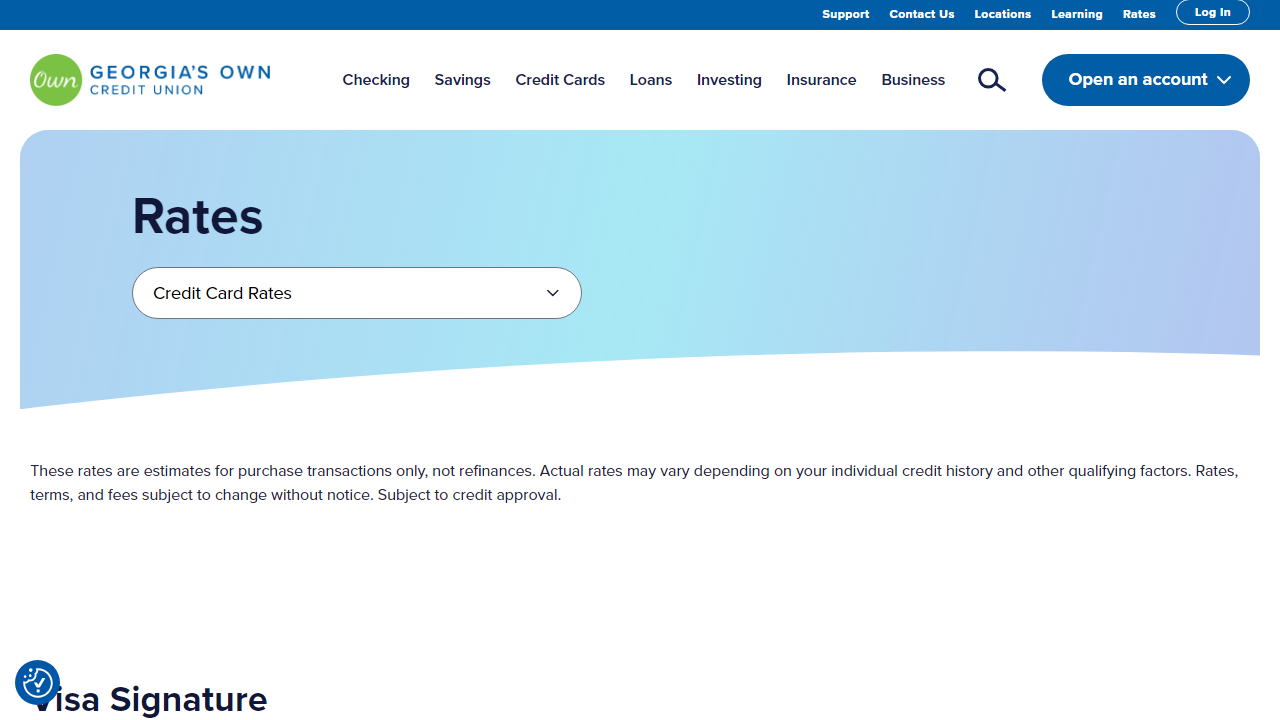 Support Contact Us Locations Learning Rates Log In
Own GEORGIA'S OWN
CREDIT UNION
Checking Savings Credit Cards Loans Investing Insurance Business Open an account
Rates
Credit Card Rates
These rates are estimates for purchase transactions only, not refinances. Actual rates may vary depending on your individual credit history and other qualifying factors. Rates,
terms, and fees subject to change without notice. Subject to credit approval.
Visa Signature